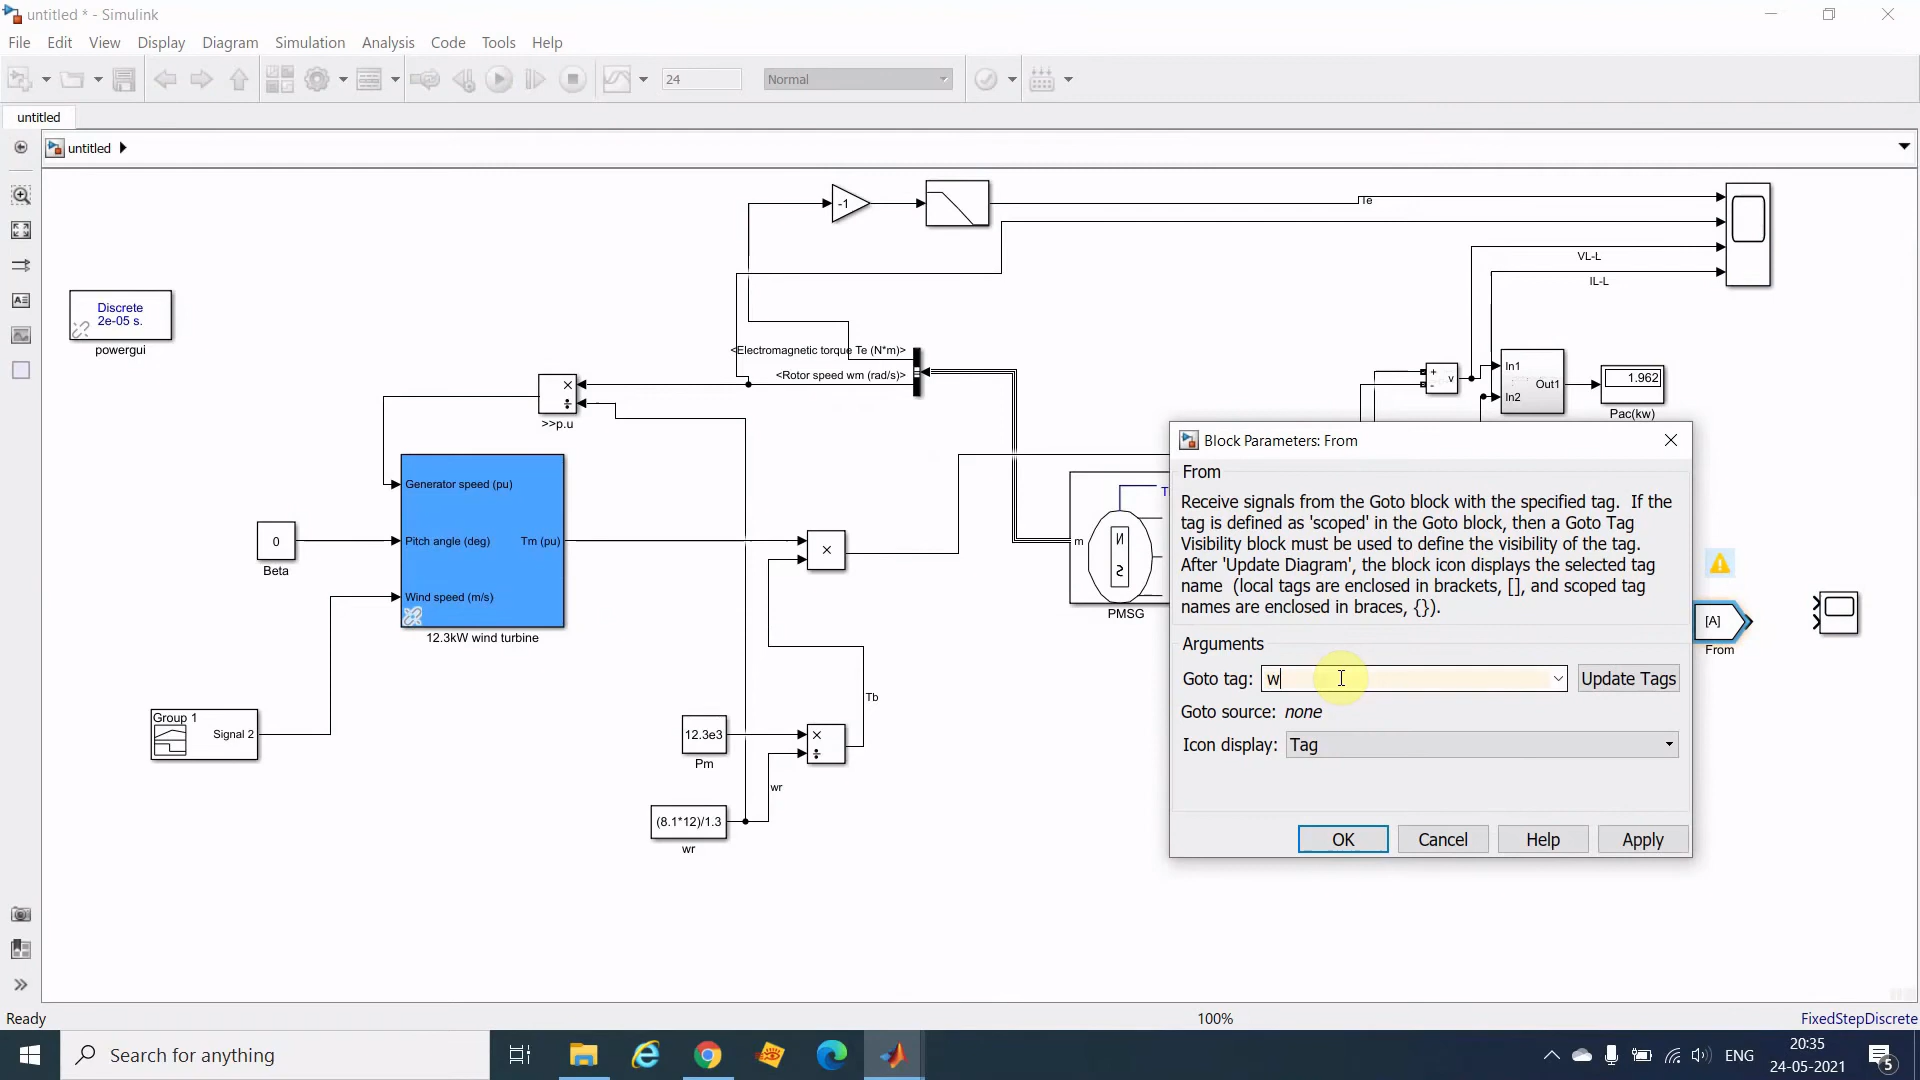 untitled * - Simulink
File Edit View Display Diagram Simulation Analysis Code Tools Help
24
Normal
untitled
untitled
-1
Te
VL-L
IL-L
Discrete
2e-05 s.
powergui
<Electromagnetic torque Te (N*m)>
<Rotor speed wm (rad/s)>
×
÷
>>p.u
+
-
v
In1
In2
Out1
1.962
Pac(kw)
Generator speed (pu)
Pitch angle (deg)
Wind speed (m/s)
Tm (pu)
12.3kW wind turbine
0
Beta
×
m
N
S
T
PMSG
Group 1
Signal 2
Tb
12.3e3
Pm
×
÷
wr
(8.1*12)/1.3
wr
Block Parameters: From
From
Receive signals from the Goto block with the specified tag. If the
tag is defined as 'scoped' in the Goto block, then a Goto Tag
Visibility block must be used to define the visibility of the tag.
After 'Update Diagram', the block icon displays the selected tag
name (local tags are enclosed in brackets, [], and scoped tag
names are enclosed in braces, {}).
Arguments
Goto tag: w
Update Tags
Goto source: none
Icon display: Tag
OK Cancel Help Apply
[A]
From
Ready
100%
FixedStepDiscrete
Search for anything
ENG
20:35
24-05-2021
5